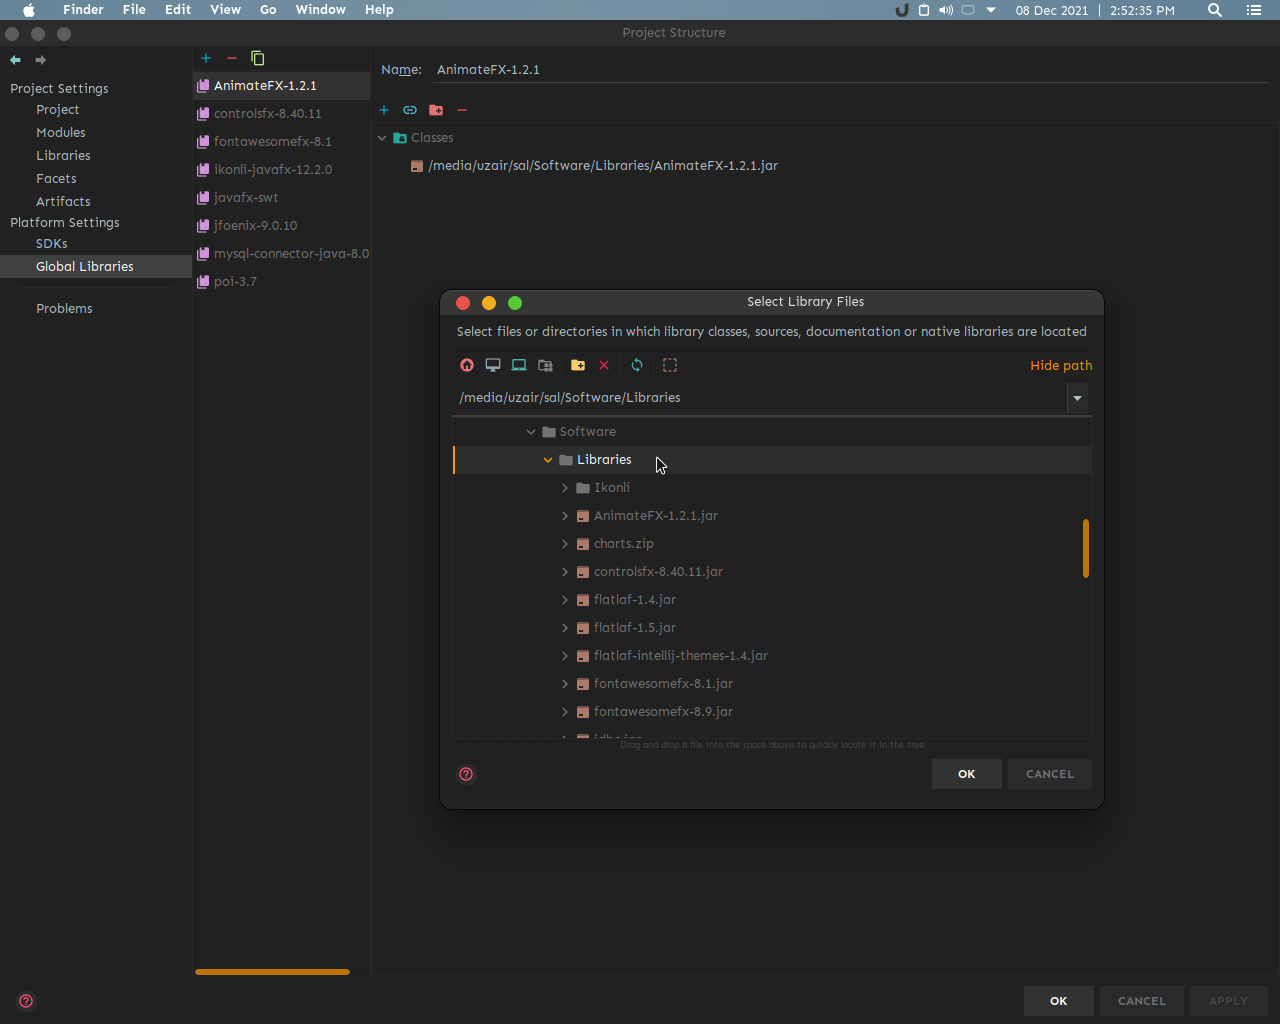 Finder File Edit View Go Window Help 08 Dec 2021 | 2:52:35 PM
Project Structure
Project Settings
Project
Modules
Libraries
Facets
Artifacts
Platform Settings
SDKs
Global Libraries
Problems
AnimateFX-1.2.1
controlsfx-8.40.11
fontawesomefx-8.1
ikonli-javafx-12.2.0
javafx-swt
jfoenix-9.0.10
mysql-connector-java-8.0
poi-3.7
Name: AnimateFX-1.2.1
Classes
/media/uzair/sal/Software/Libraries/AnimateFX-1.2.1.jar
Select Library Files
Select files or directories in which library classes, sources, documentation or native libraries are located
Hide path
/media/uzair/sal/Software/Libraries
Software
Libraries
Ikonli
AnimateFX-1.2.1.jar
charts.zip
controlsfx-8.40.11.jar
flatlaf-1.4.jar
flatlaf-1.5.jar
flatlaf-intellij-themes-1.4.jar
fontawesomefx-8.1.jar
fontawesomefx-8.9.jar
Drag and drop a file into the space above to quickly locate it in the tree
OK CANCEL
OK CANCEL APPLY